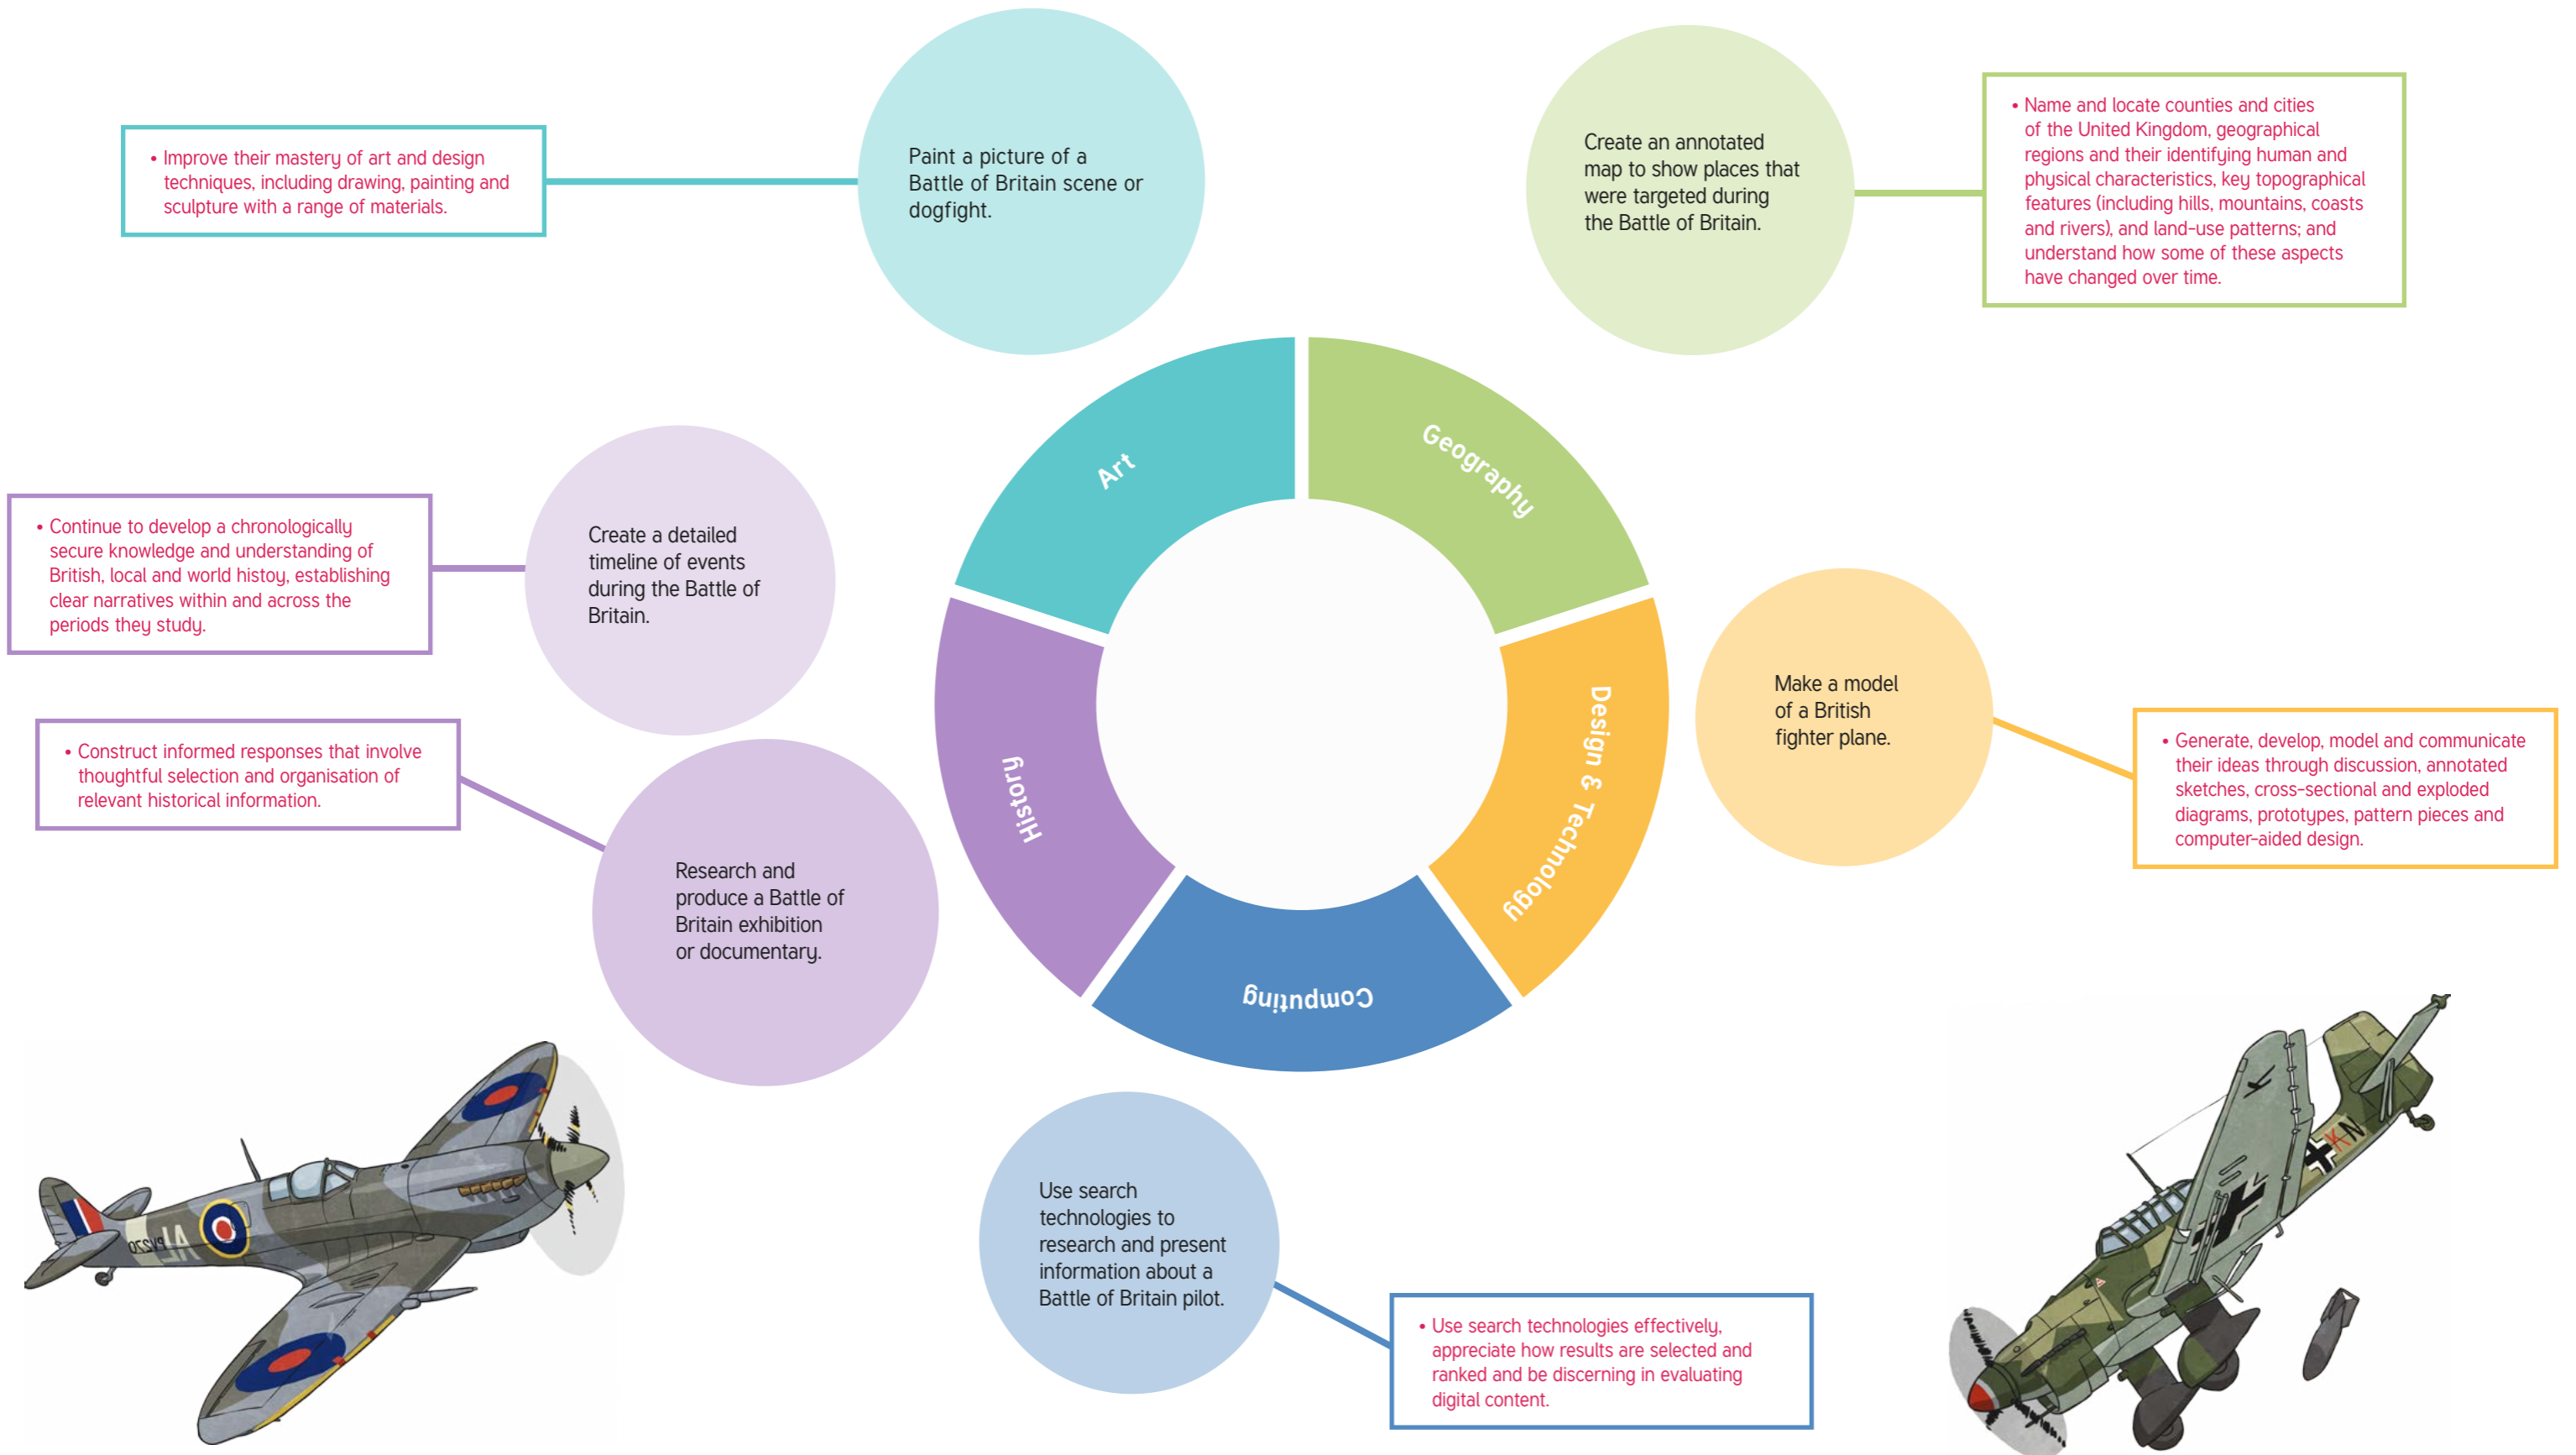 • Improve their mastery of art and design
techniques, including drawing, painting and
sculpture with a range of materials.
Paint a picture of a
Battle of Britain scene or
dogfight.
Create an annotated
map to show places that
were targeted during
the Battle of Britain.
• Name and locate counties and cities
of the United Kingdom, geographical
regions and their identifying human and
physical characteristics, key topographical
features (including hills, mountains, coasts
and rivers), and land-use patterns; and
understand how some of these aspects
have changed over time.
Art
Geography
• Continue to develop a chronologically
secure knowledge and understanding of
British, local and world histoy, establishing
clear narratives within and across the
periods they study.
Create a detailed
timeline of events
during the Battle of
Britain.
Design & Technology
Make a model
of a British
fighter plane.
• Generate, develop, model and communicate
their ideas through discussion, annotated
sketches, cross-sectional and exploded
diagrams, prototypes, pattern pieces and
computer-aided design.
• Construct informed responses that involve
thoughtful selection and organisation of
relevant historical information.
History
Research and
produce a Battle of
Britain exhibition
or documentary.
Computing
Use search
technologies to
research and present
information about a
Battle of Britain pilot.
• Use search technologies effectively,
appreciate how results are selected and
ranked and be discerning in evaluating
digital content.
K
KN